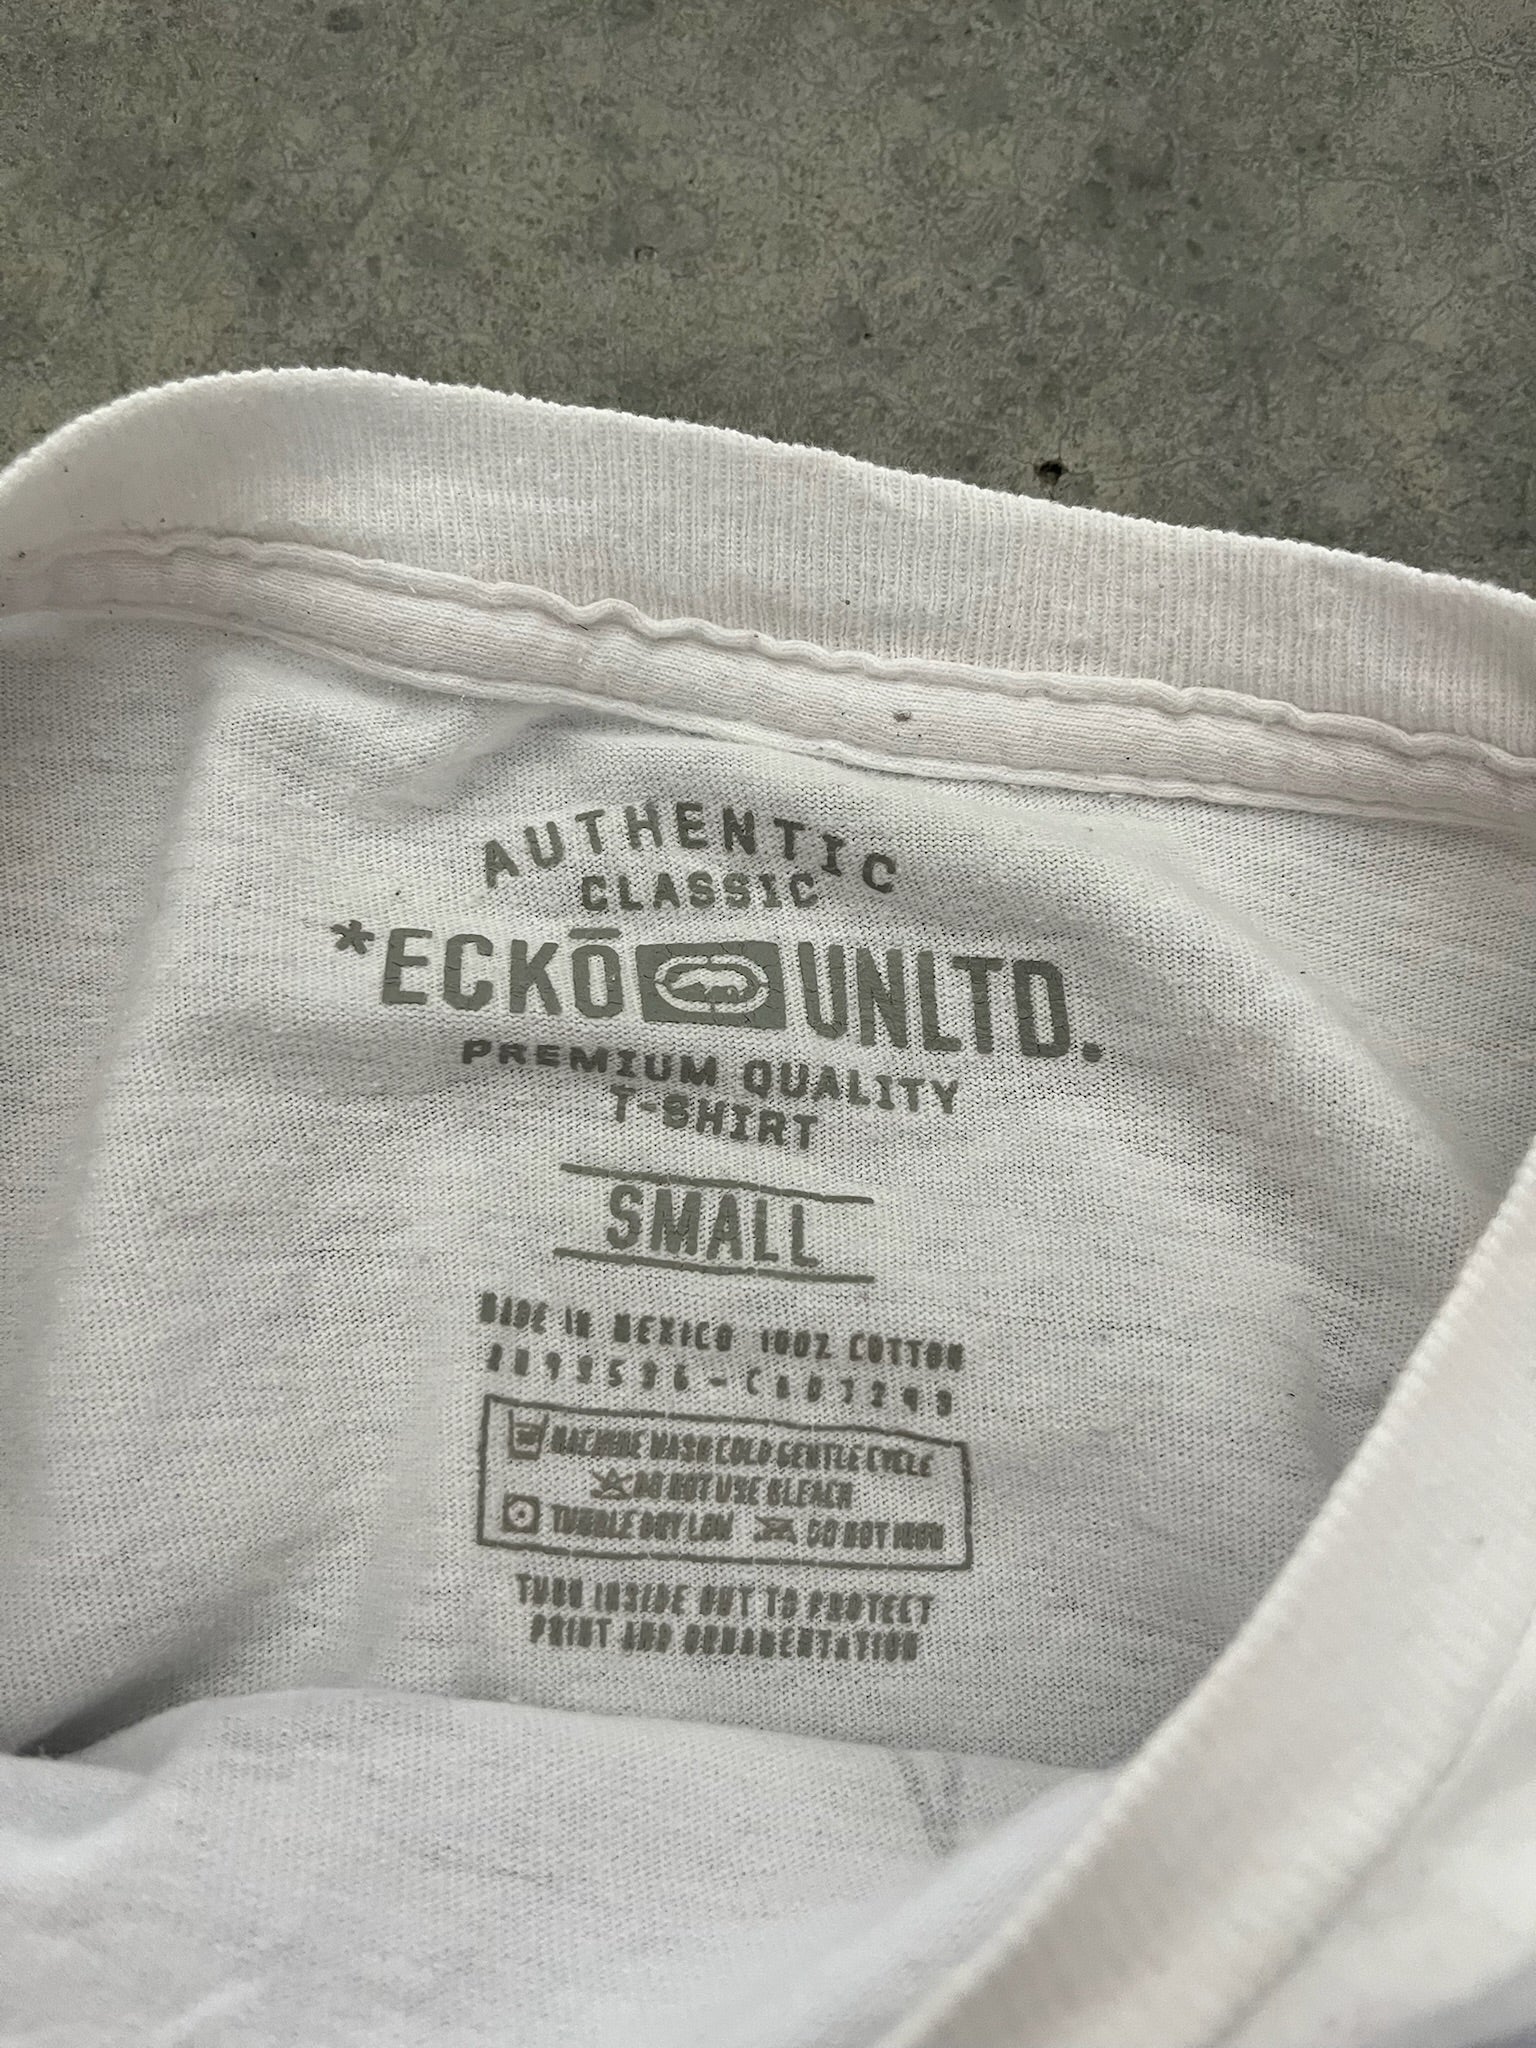 AUTHENTIC
CLASSIC
*ECKŌ UNLTD.
PREMIUM QUALITY
T-SHIRT
SMALL
MADE IN MEXICO 100% COTTON
MACHINE WASH COLD GENTLE CYCLE
DO NOT USE BLEACH
TUMBLE DRY LOW DO NOT IRON
TURN INSIDE OUT TO PROTECT
PRINT AND ORNAMENTATION